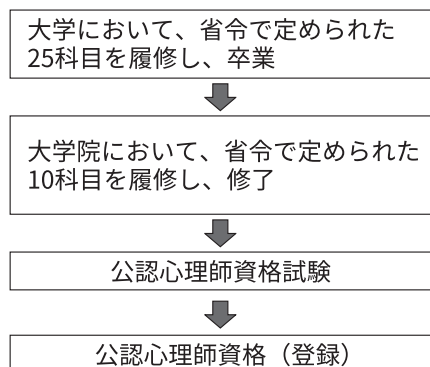 大学において、省令で定められた
25科目を履修し、卒業
大学院において、省令で定められた
10科目を履修し、修了
公認心理師資格試験
公認心理師資格（登録）